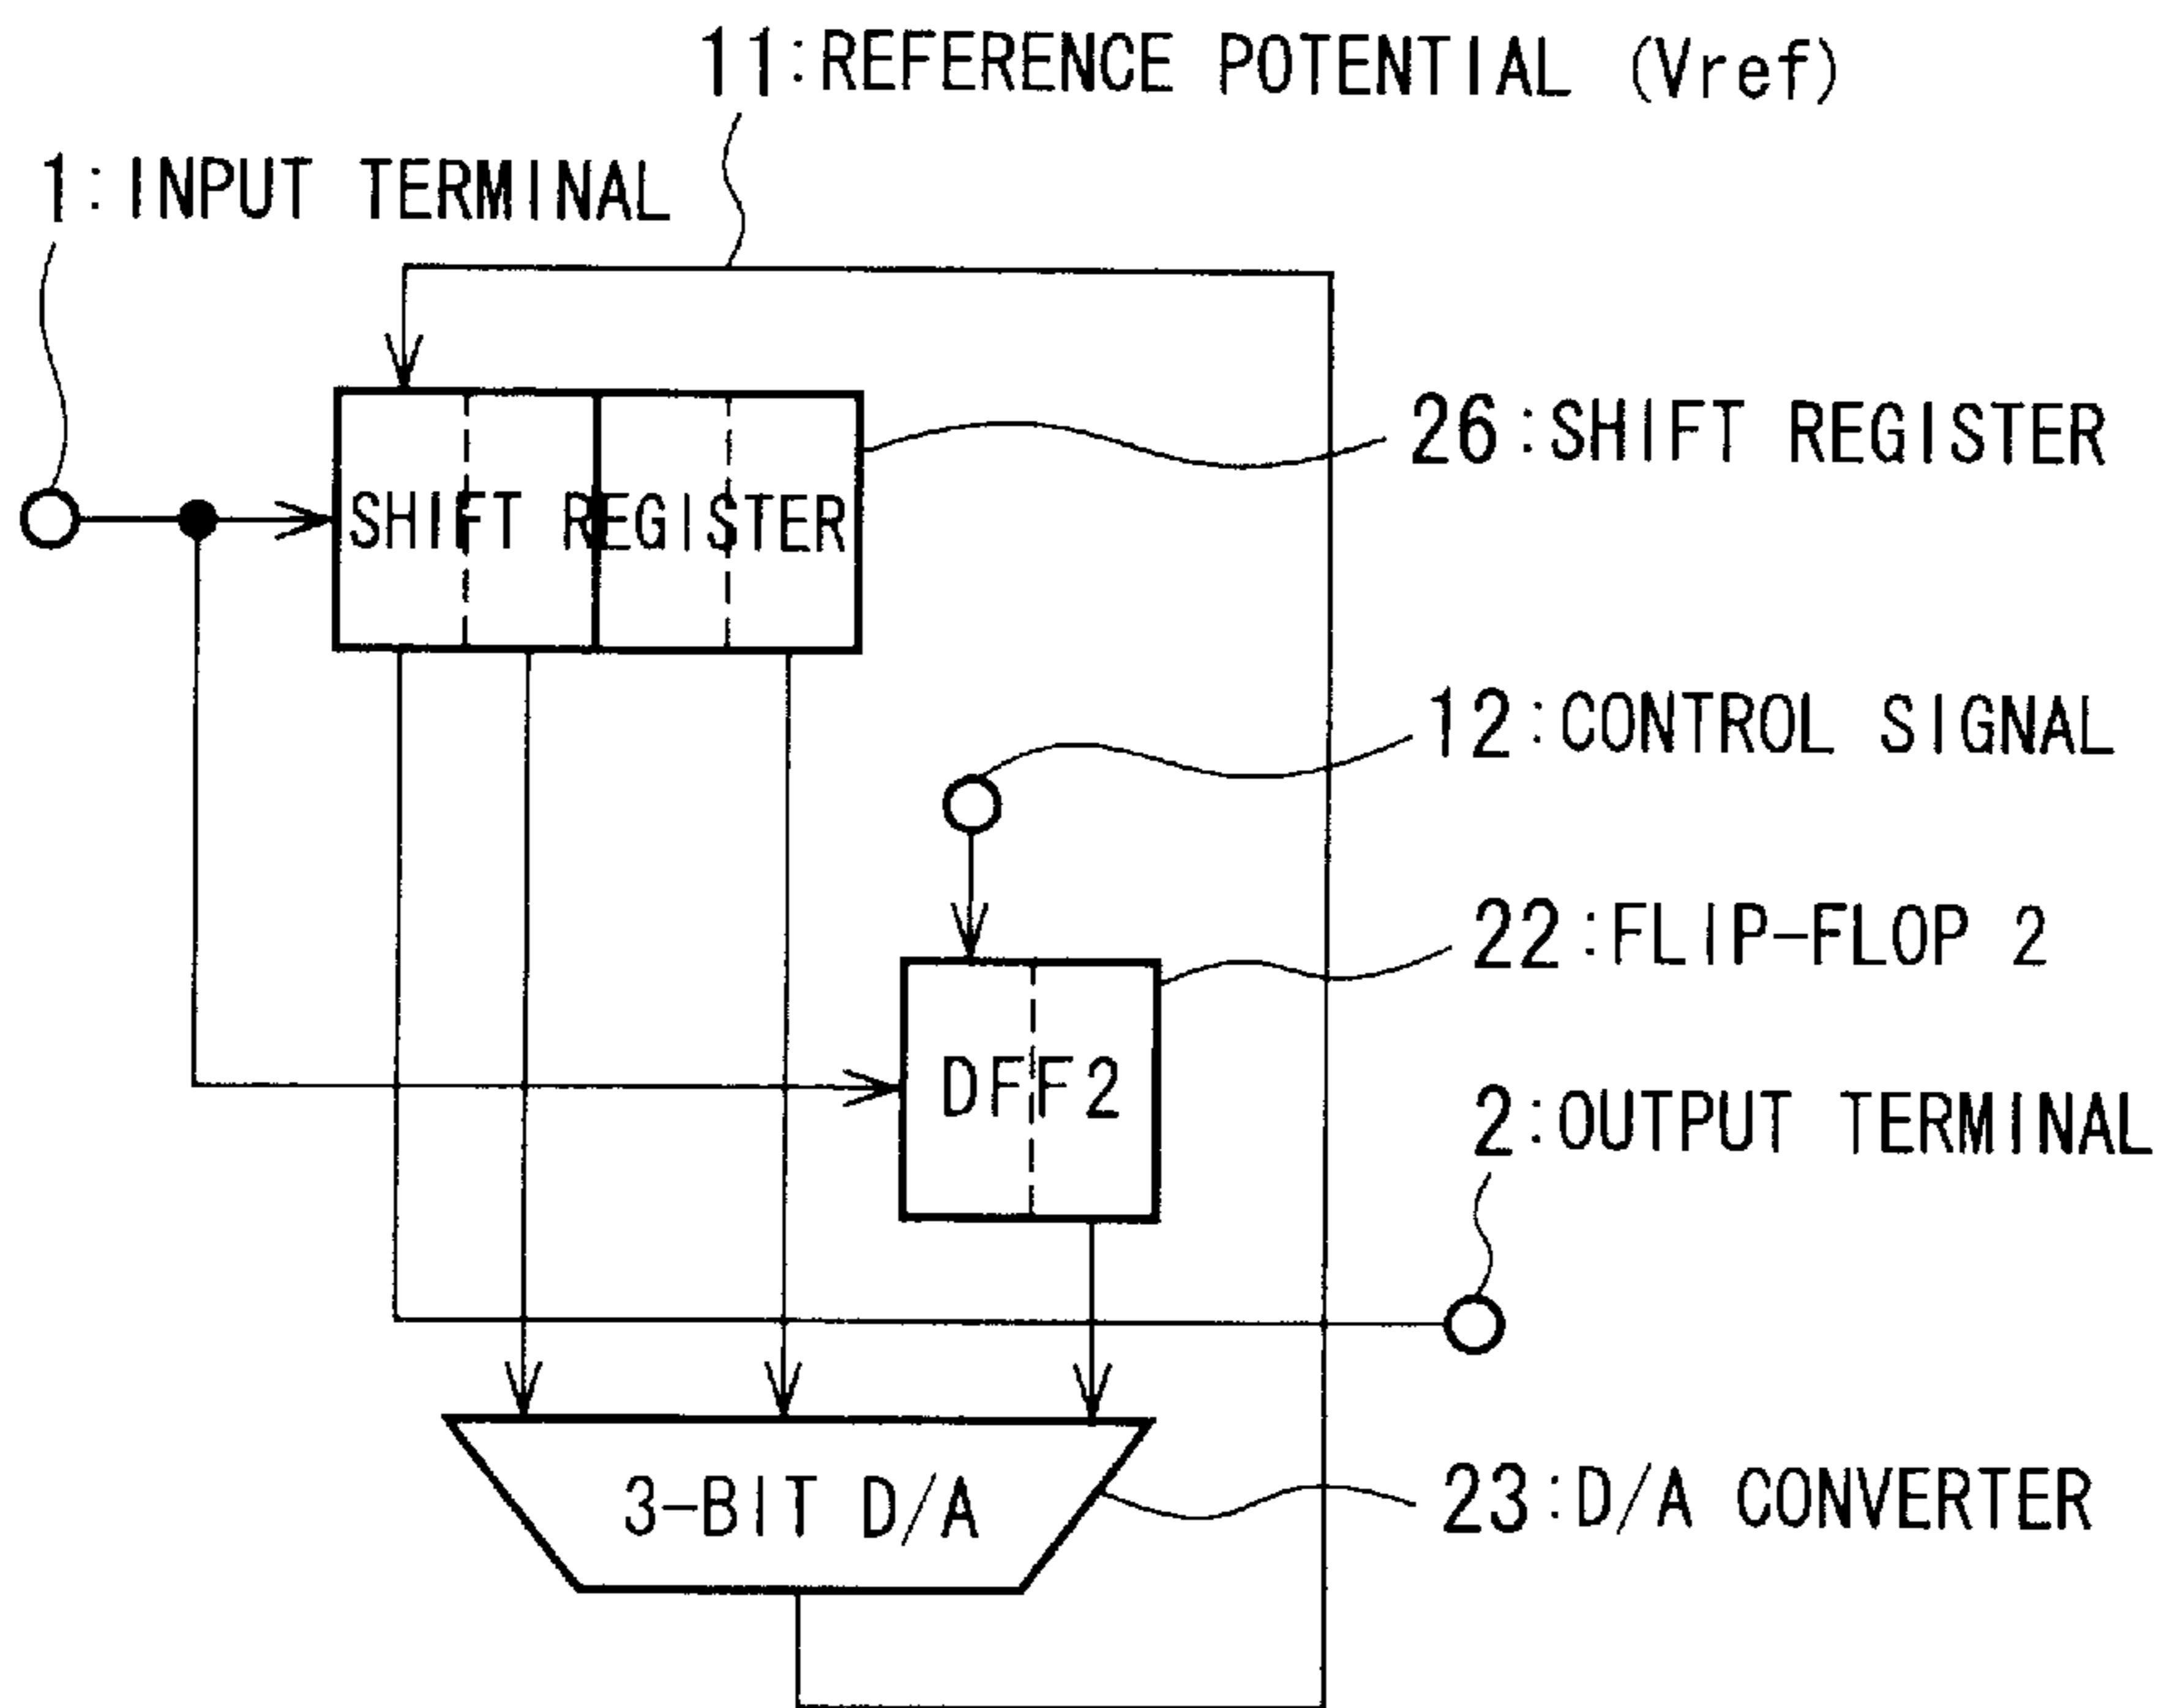 11:REFERENCE POTENTIAL (Vref)
1:INPUT TERMINAL
26:SHIFT REGISTER
SHIFT REGISTER
12:CONTROL SIGNAL
22:FLIP-FLOP 2
DFF2
2:OUTPUT TERMINAL
3-BIT D/A
23:D/A CONVERTER